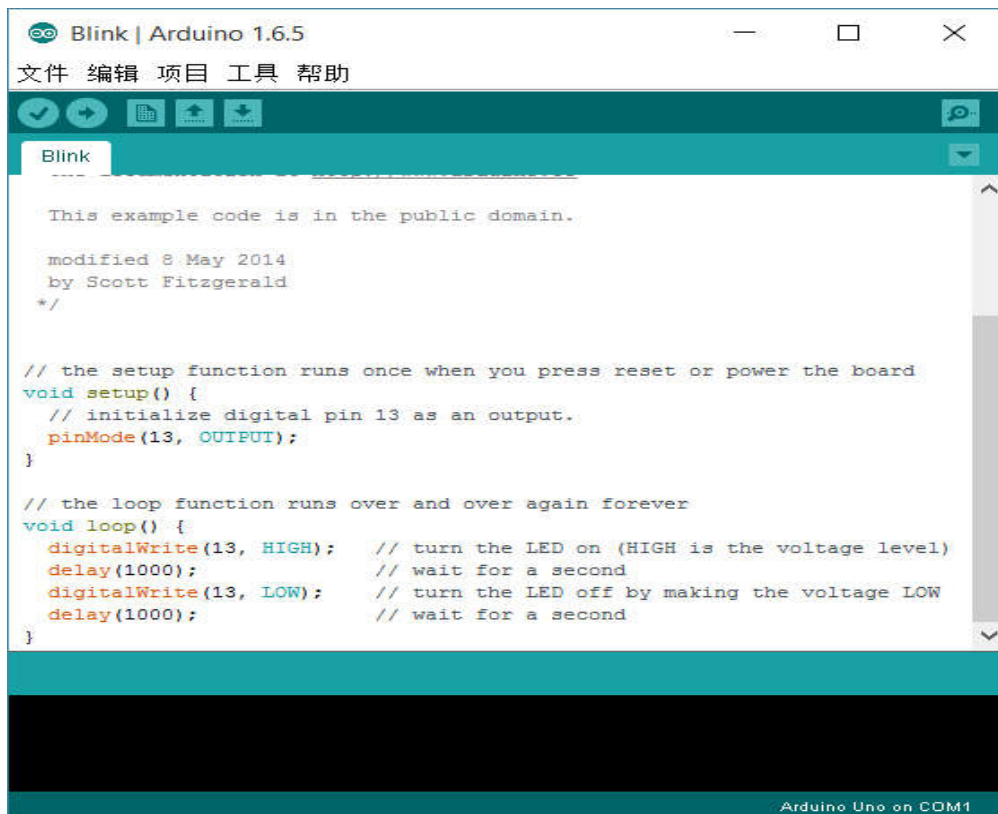 Blink | Arduino 1.6.5
文件 编辑 项目 工具 帮助
Blink
This example code is in the public domain.
modified 8 May 2014
by Scott Fitzgerald
*/
// the setup function runs once when you press reset or power the board
void setup() {
// initialize digital pin 13 as an output.
pinMode(13, OUTPUT);
}
// the loop function runs over and over again forever
void loop() {
digitalWrite(13, HIGH); // turn the LED on (HIGH is the voltage level)
delay(1000); // wait for a second
digitalWrite(13, LOW); // turn the LED off by making the voltage LOW
delay(1000); // wait for a second
}
Arduino Uno on COM1